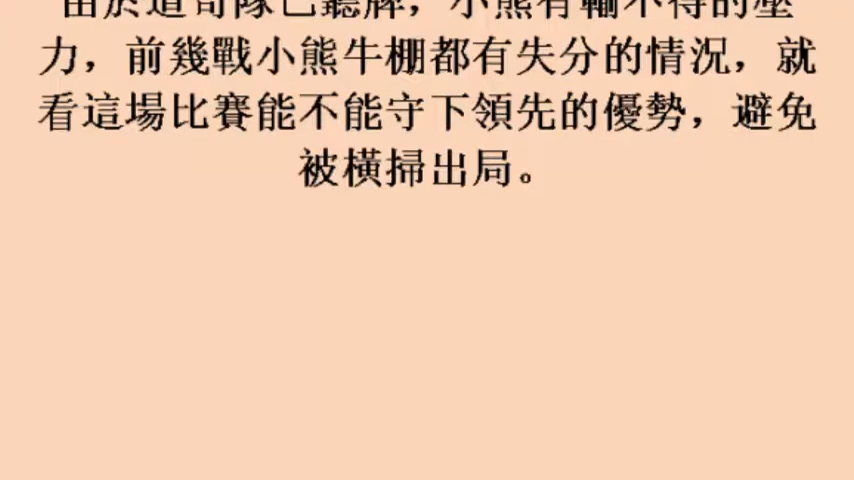 由於道奇隊已聽牌，小熊有輸不得的壓
力，前幾戰小熊牛棚都有失分的情況，就
看這場比賽能不能守下領先的優勢，避免
被橫掃出局。